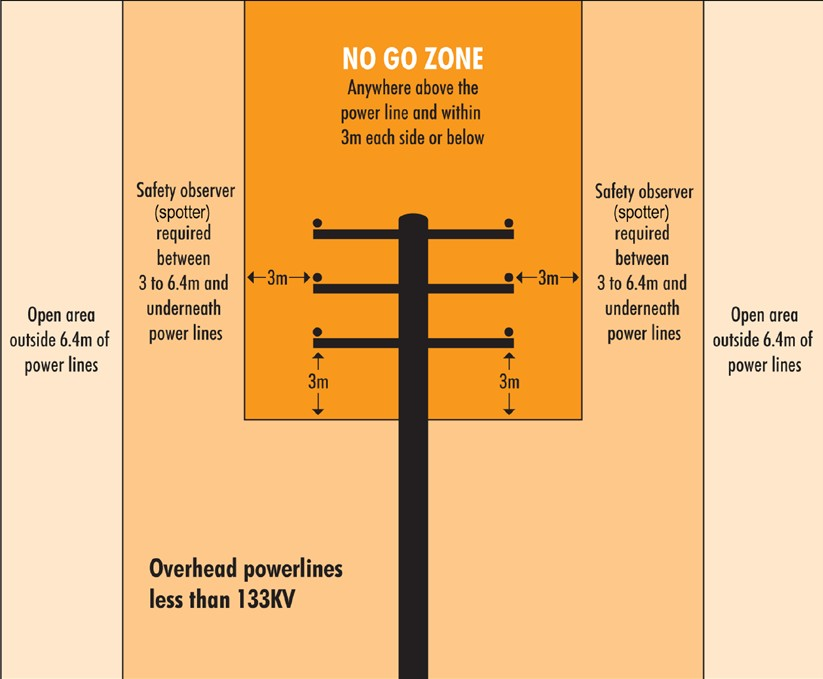 NO GO ZONE
Anywhere above the
power line and within
3m each side or below
Safety observer
(spotter)
required
between
3 to 6.4m and
underneath
power lines
Safety observer
(spotter)
required
between
3 to 6.4m and
underneath
power lines
3m
3m
Open area
outside 6.4m of
power lines
Open area
outside 6.4m of
power lines
3m
3m
Overhead powerlines
less than 133KV